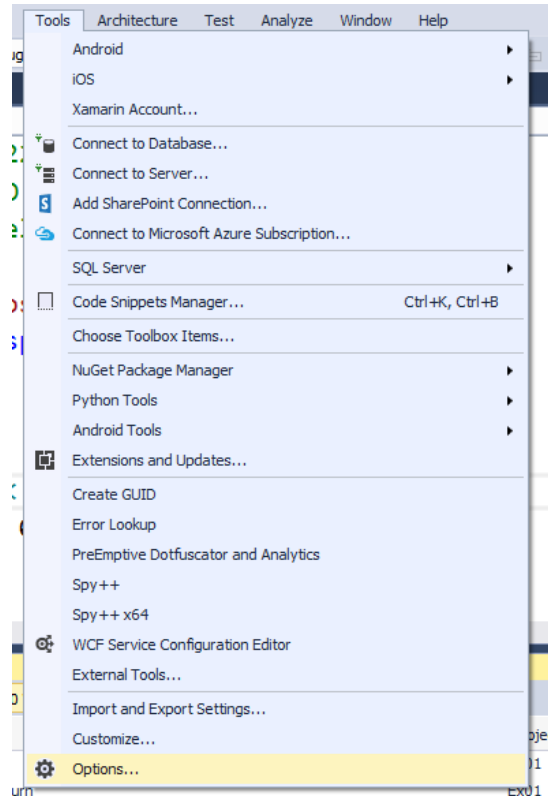 Tools Architecture Test Analyze Window Help
Android
iOS
Xamarin Account...
Connect to Database...
Connect to Server...
Add SharePoint Connection...
Connect to Microsoft Azure Subscription...
SQL Server
Code Snippets Manager... Ctrl+K, Ctrl+B
Choose Toolbox Items...
NuGet Package Manager
Python Tools
Android Tools
Extensions and Updates...
Create GUID
Error Lookup
PreEmptive Dotfuscator and Analytics
Spy++
Spy++ x64
WCF Service Configuration Editor
External Tools...
Import and Export Settings...
Customize...
Options...
Ex01